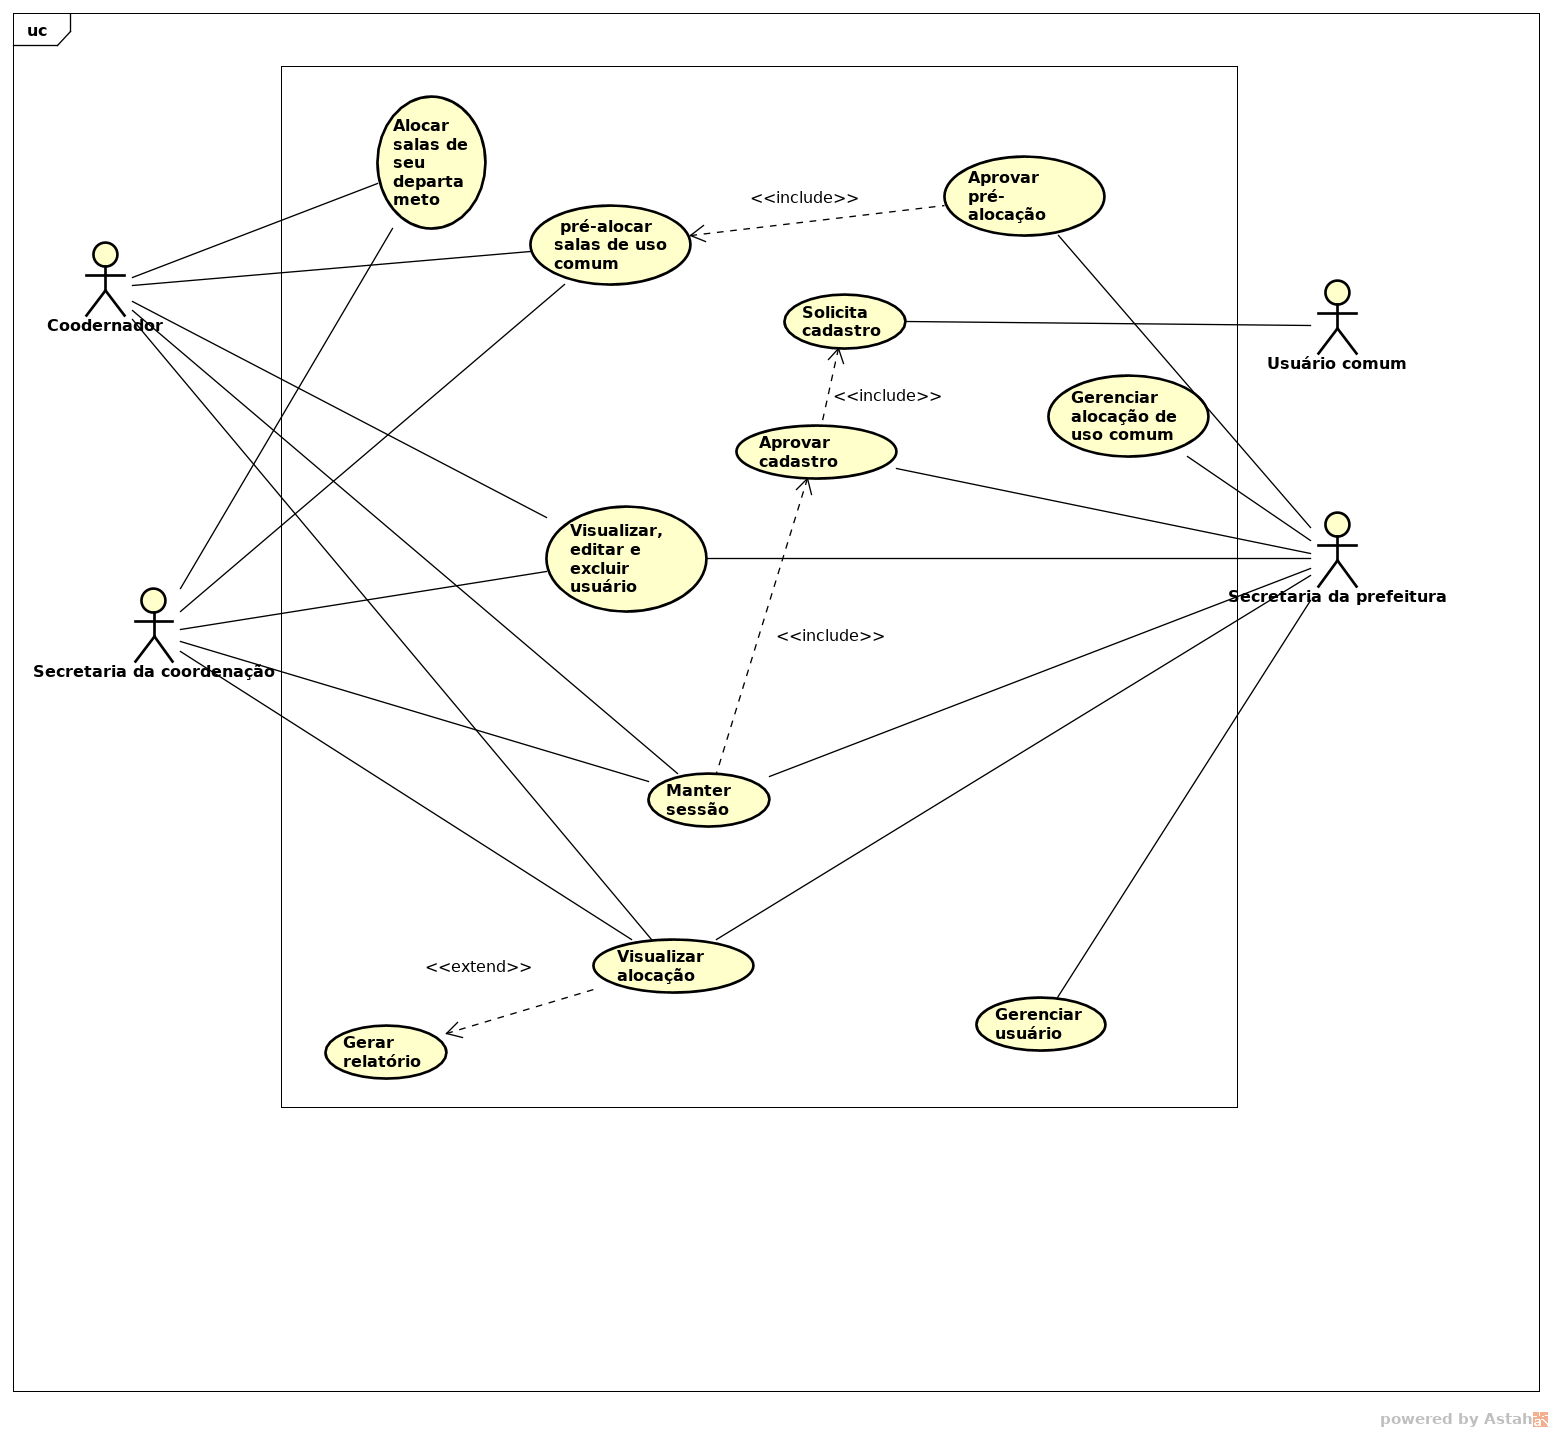 uc
Alocar
salas de
seu
departa
meto
pré-alocar
salas de uso
comum
<<include>>
Aprovar
pré-
alocação
Coodernador
Solicita
cadastro
Usuário comum
<<include>>
Gerenciar
alocação de
uso comum
Aprovar
cadastro
Visualizar,
editar e
excluir
usuário
Secretaria da prefeitura
<<include>>
Secretaria da coordenação
Manter
sessão
Visualizar
alocação
<<extend>>
Gerar
relatório
Gerenciar
usuário
powered by Astah